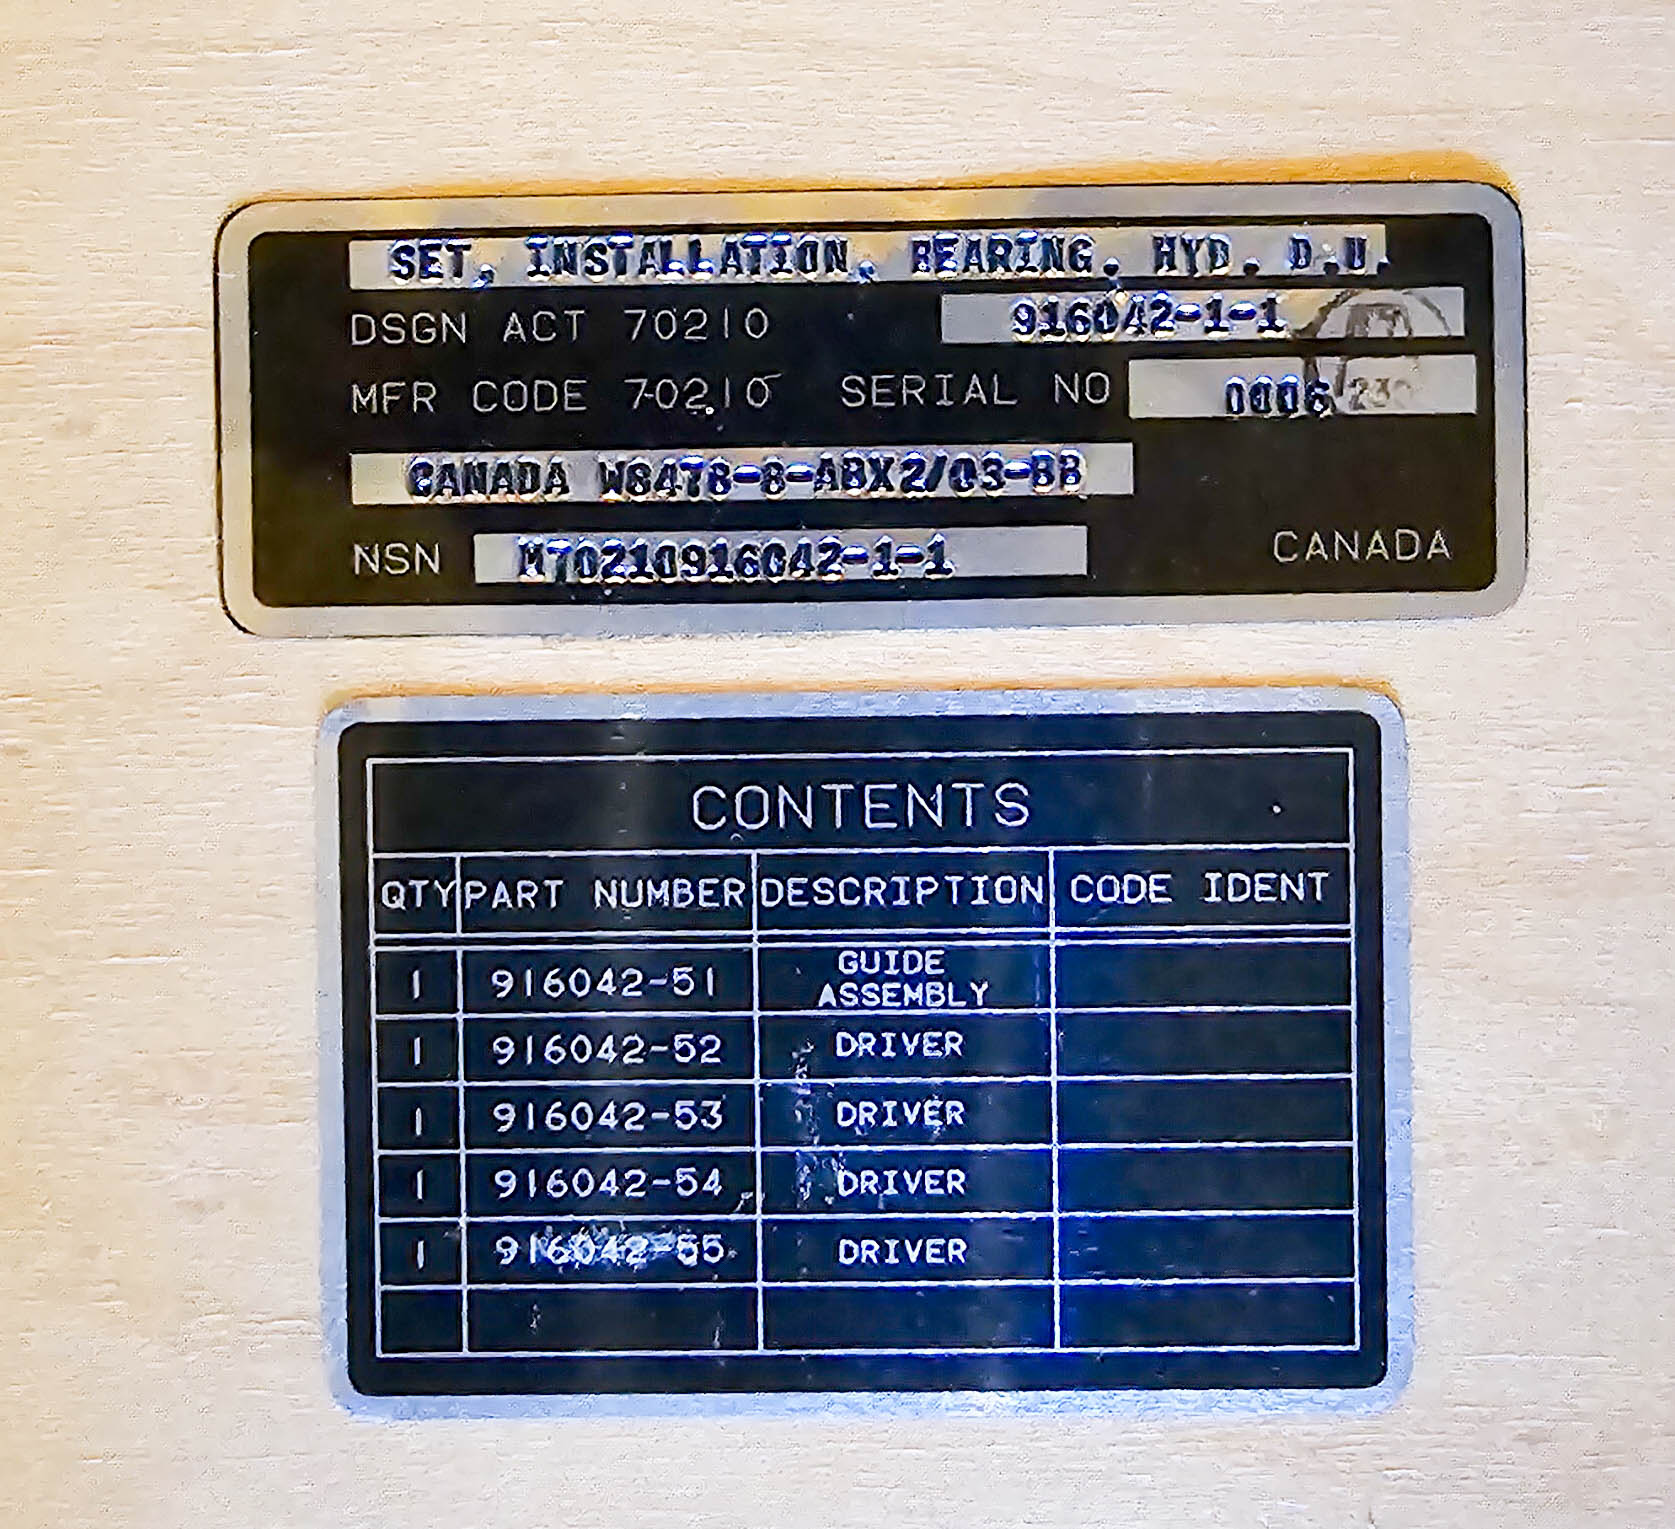 SET, INSTALLATION, BEARING, HYD. D.U.
DSGN ACT 70210 916042-1-1
MFR CODE 70210 SERIAL NO 0006
CANADA W8478-8-ABX2/03-BB
NSN M70210916042-1-1 CANADA
CONTENTS
QTY PART NUMBER DESCRIPTION CODE IDENT
1 916042-51 GUIDE ASSEMBLY
1 916042-52 DRIVER
1 916042-53 DRIVER
1 916042-54 DRIVER
1 916042-55 DRIVER